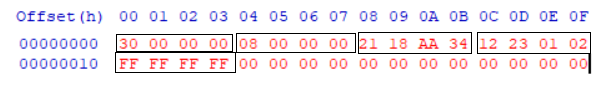 Offset(h) 00 01 02 03 04 05 06 07 08 09 0A 0B 0C 0D 0E 0F
00000000 30 00 00 00 08 00 00 00 21 18 AA 34 12 23 01 02
00000010 FF FF FF FF 00 00 00 00 00 00 00 00 00 00 00 00